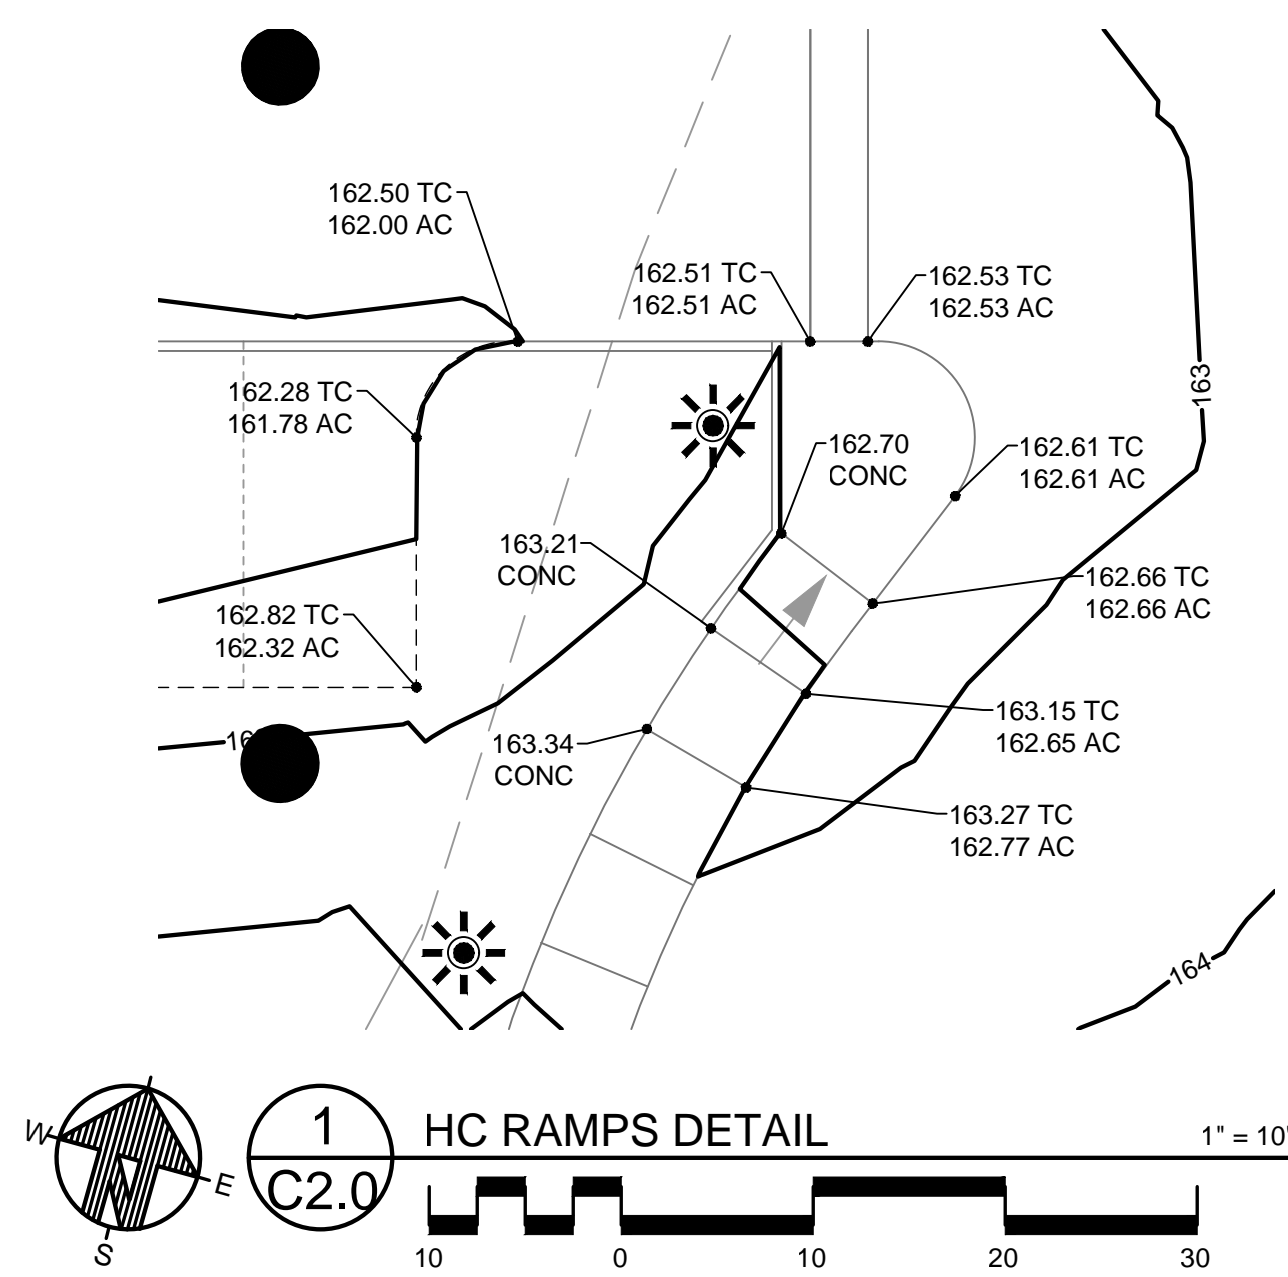 162.50 TC
162.00 AC
162.51 TC
162.51 AC
162.53 TC
162.53 AC
163
162.28 TC
161.78 AC
162.70
CONC
162.61 TC
162.61 AC
163.21
CONC
162.66 TC
162.66 AC
162.82 TC
162.32 AC
163.15 TC
162.65 AC
163.34
CONC
163.27 TC
162.77 AC
164
W
E
S
1
C2.0
HC RAMPS DETAIL
1" = 10'
10
0
10
20
30